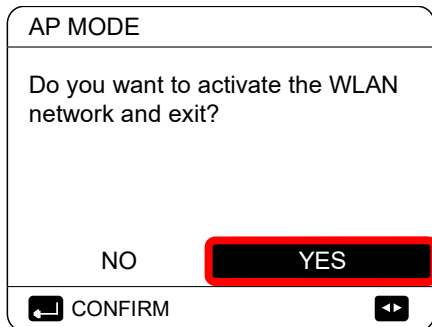 AP MODE
Do you want to activate the WLAN
network and exit?
NO YES
CONFIRM